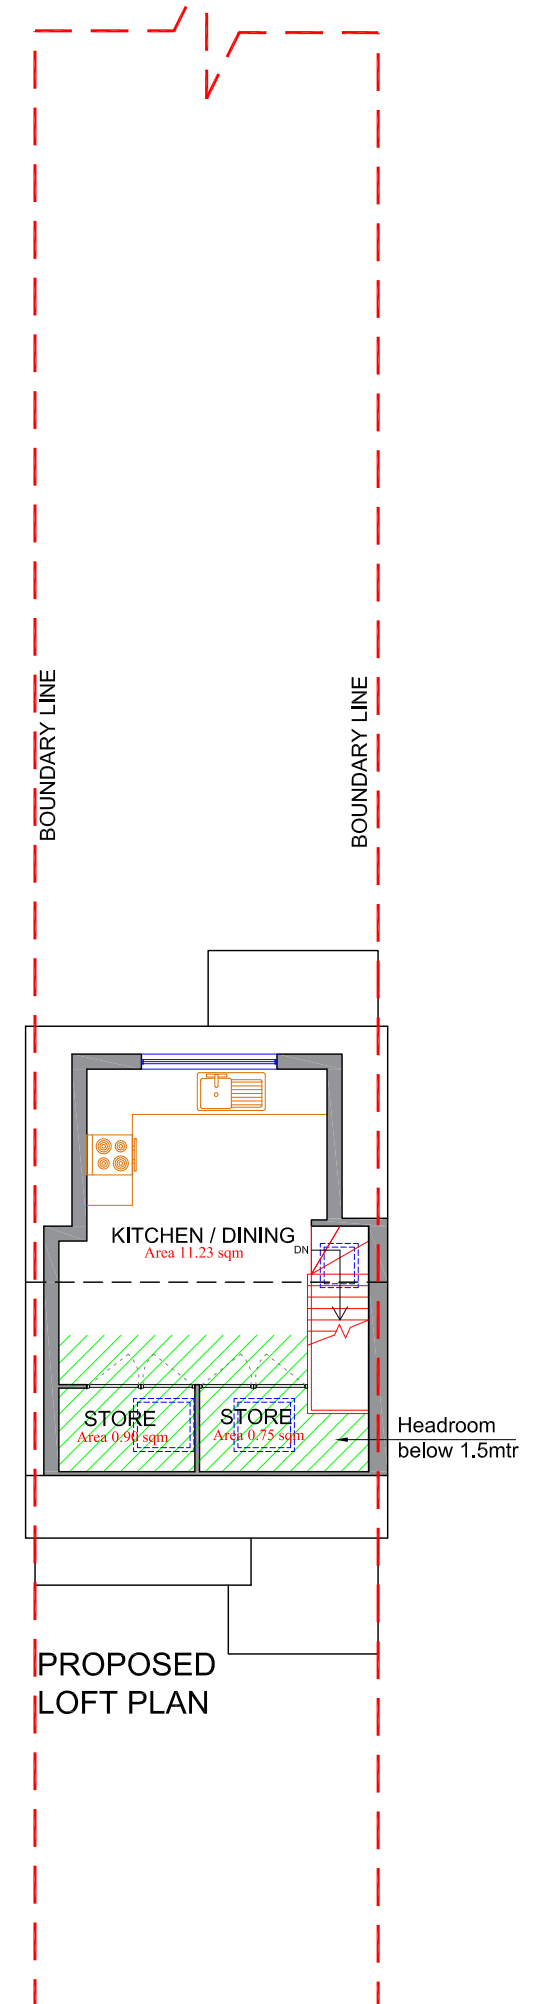 BOUNDARY LINE
BOUNDARY LINE
KITCHEN / DINING
Area 11.23 sqm
DN
STORE
Area 0.90 sqm
STORE
Area 0.75 sqm
Headroom
below 1.5mtr
PROPOSED
LOFT PLAN